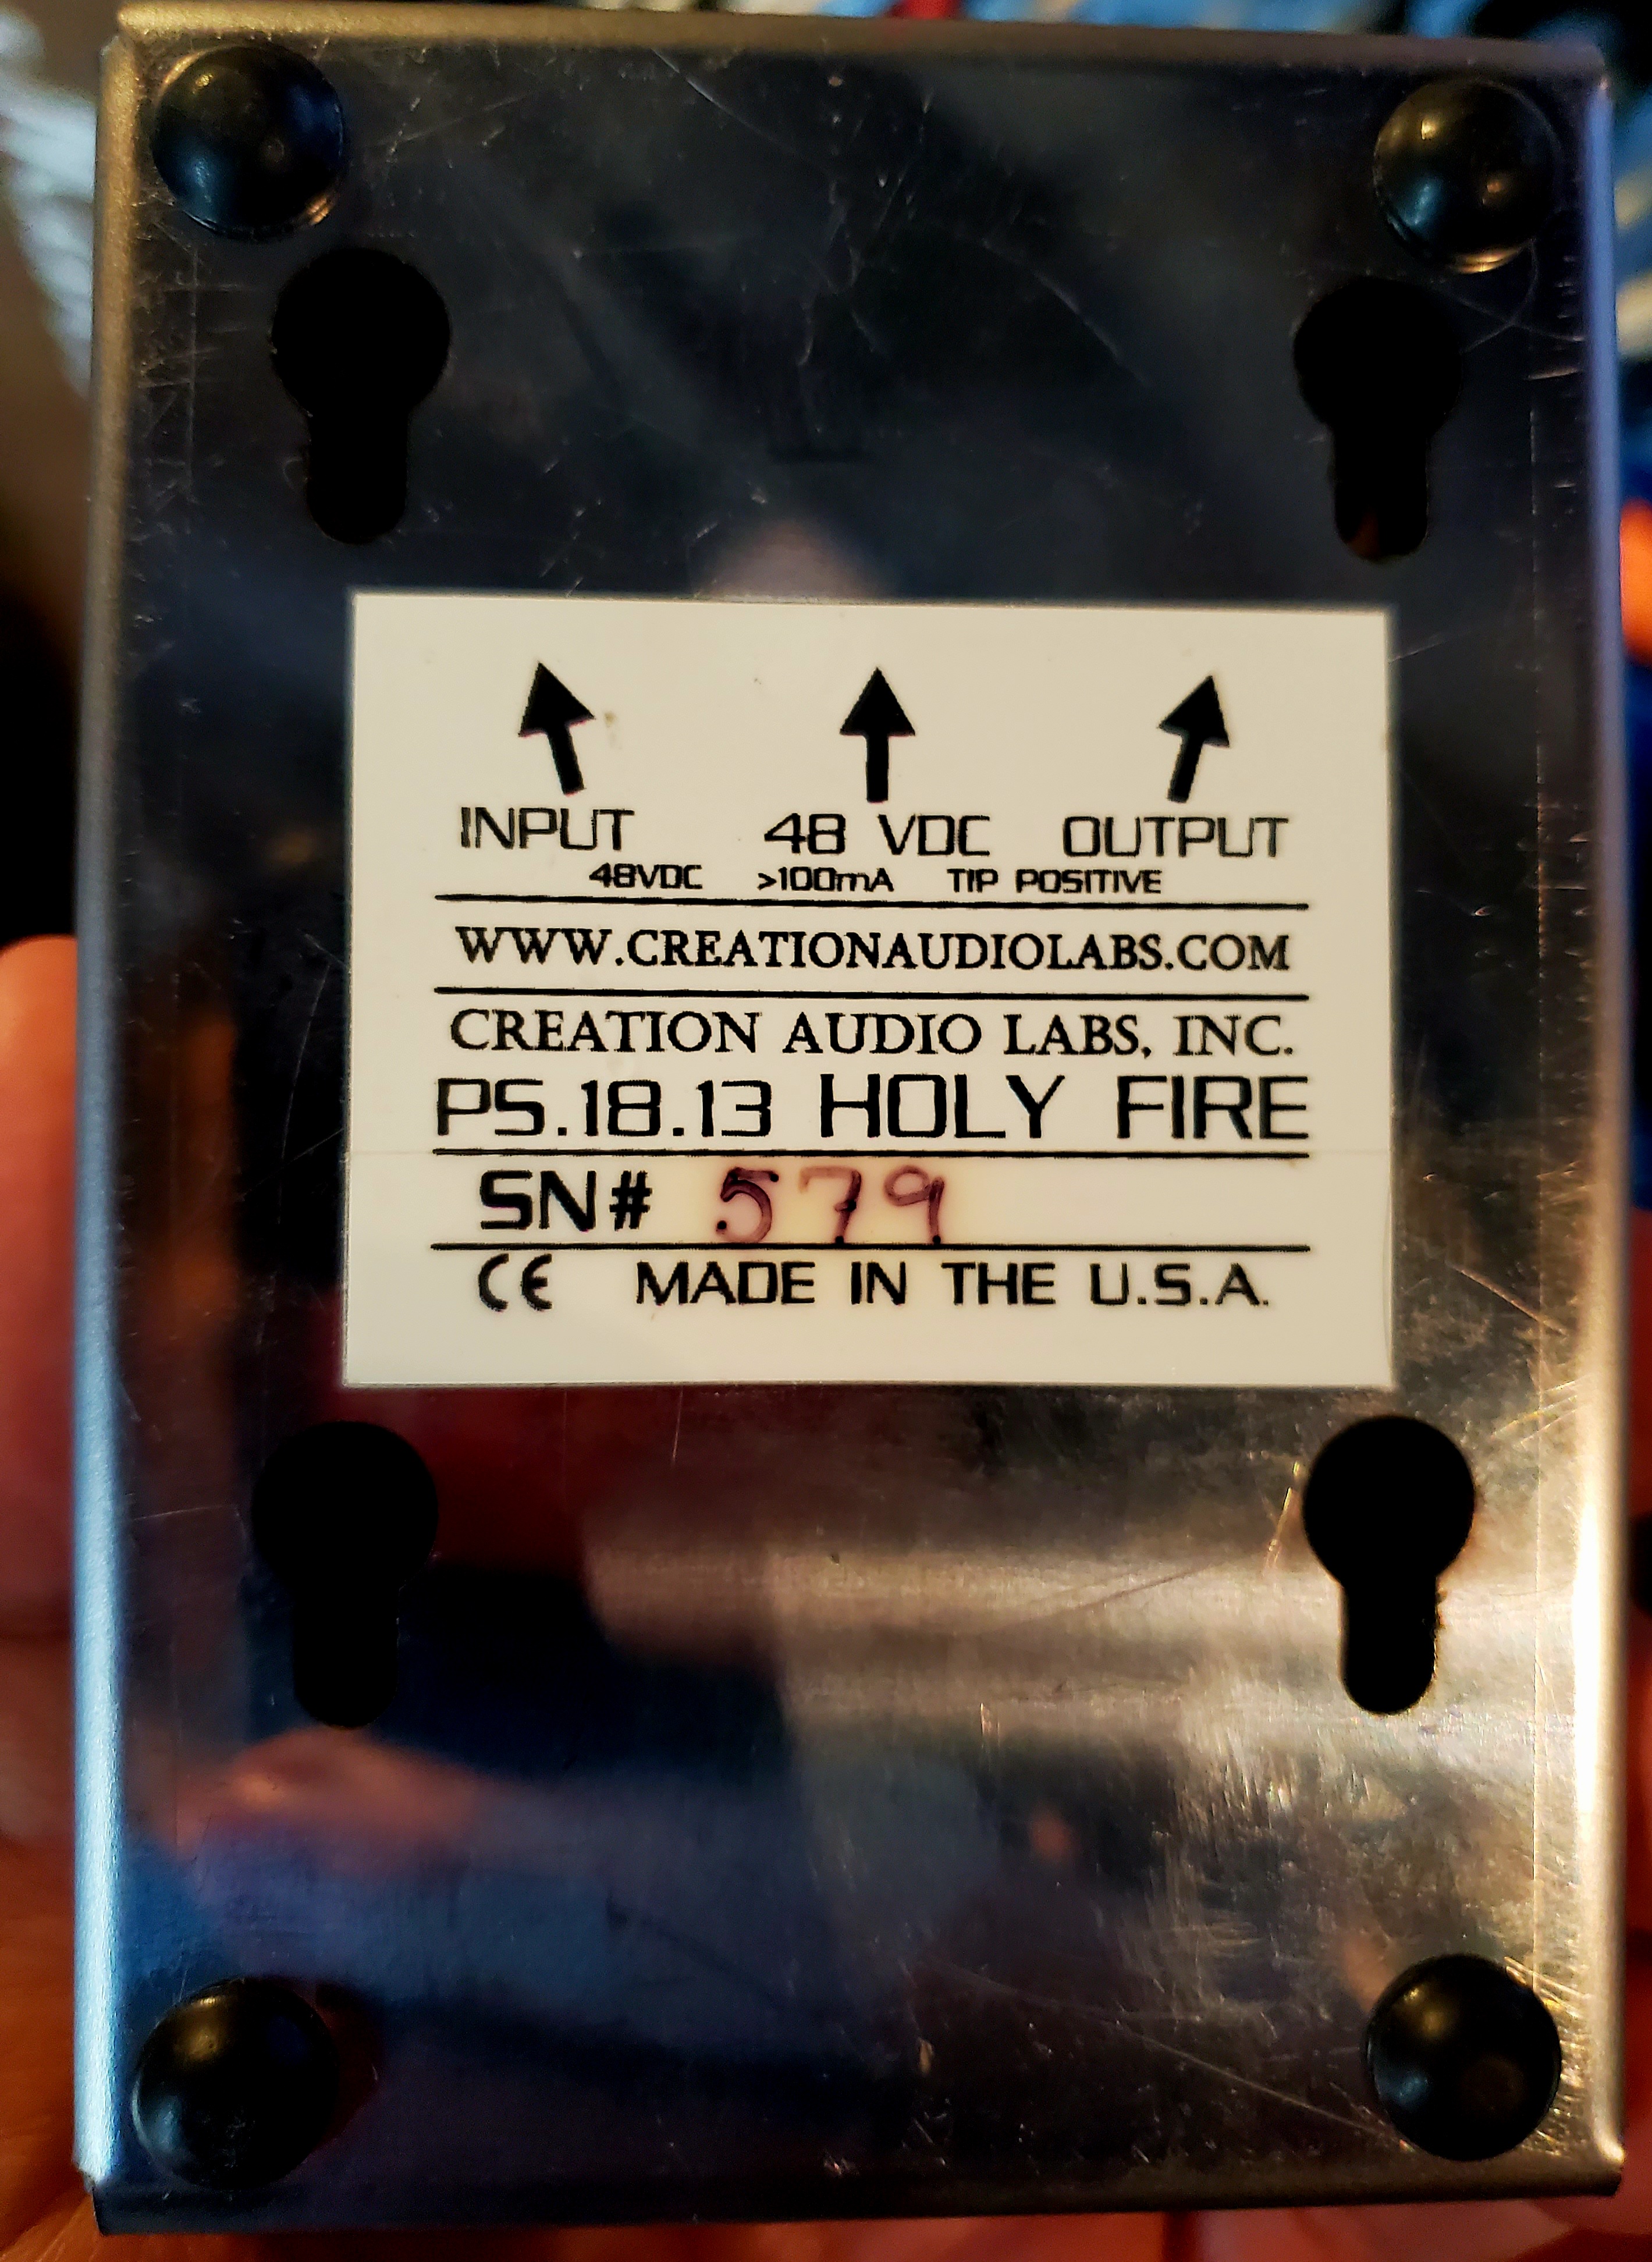 INPUT 48 VDC OUTPUT
48VDC >100mA TIP POSITIVE
WWW.CREATIONAUDIOLABS.COM
CREATION AUDIO LABS, INC.
PS.18.13 HOLY FIRE
SN# 579
CE MADE IN THE U.S.A.